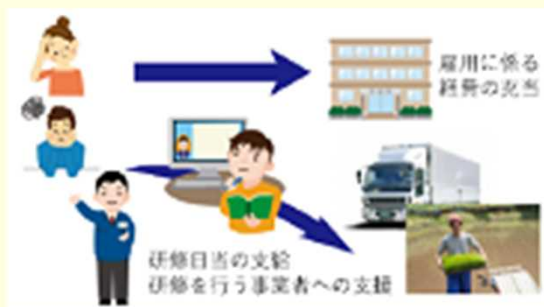 雇用に係る
経費の充当
研修日当の支給
研修を行う事業者への支援